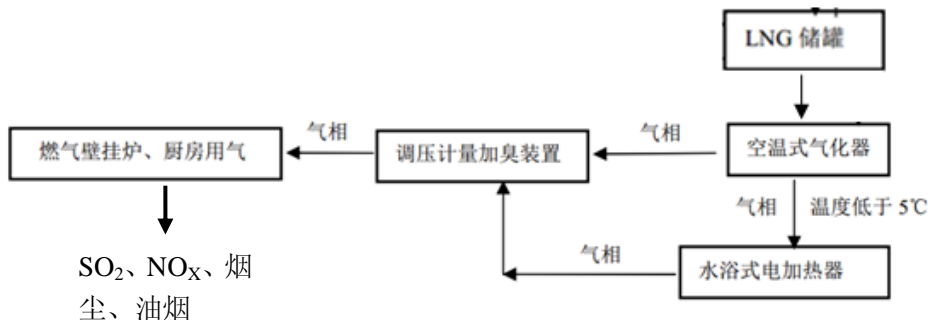 LNG 储罐
气相
气相
燃气壁挂炉、厨房用气
调压计量加臭装置
空温式气化器
气相
温度低于 5℃
气相
水浴式电加热器
SO₂、NOX、烟
尘、油烟